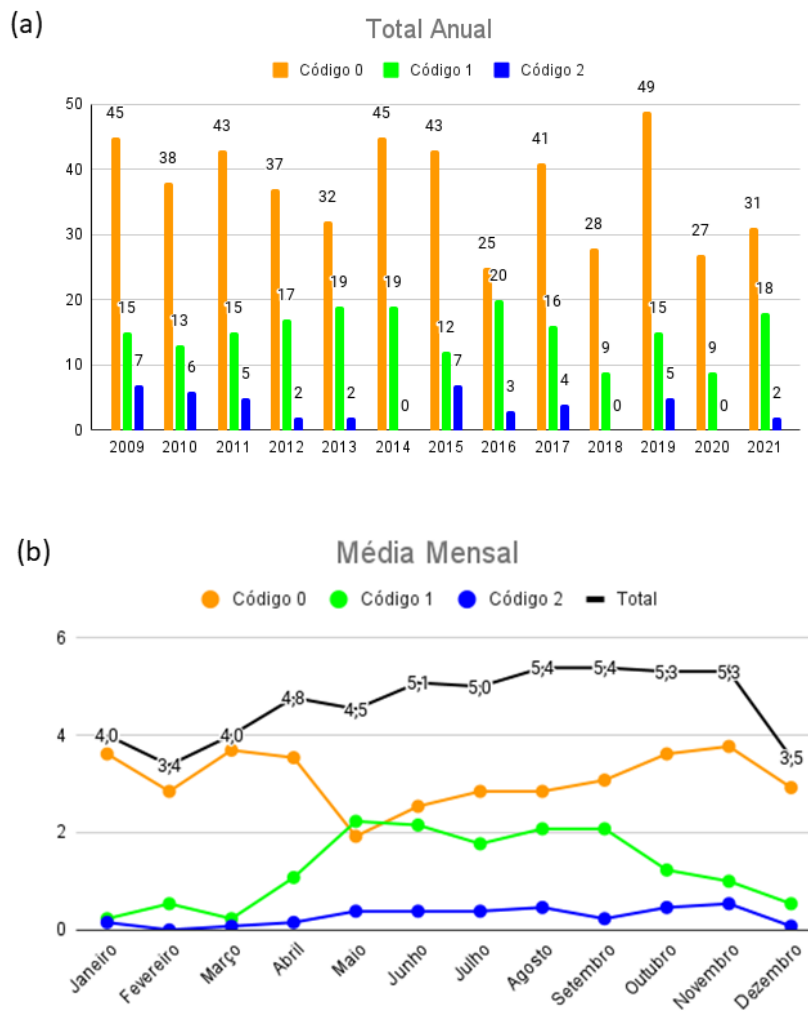 (a)
Total Anual
Código 0 Código 1 Código 2
50
40
30
20
10
0
45 15 7
38 13 6
43 15 5
37 17 2
32 19 2
45 19 0
43 12 7
25 20 3
41 16 4
28 9 0
49 15 5
27 9 0
31 18 2
2009 2010 2011 2012 2013 2014 2015 2016 2017 2018 2019 2020 2021
(b)
Média Mensal
Código 0 Código 1 Código 2 Total
6
4
2
0
4,0 3,4 4,0 4,8 4,5 5,1 5,0 5,4 5,4 5,3 5,3 3,5
Janeiro Fevereiro Março Abril Maio Junho Julho Agosto Setembro Outubro Novembro Dezembro